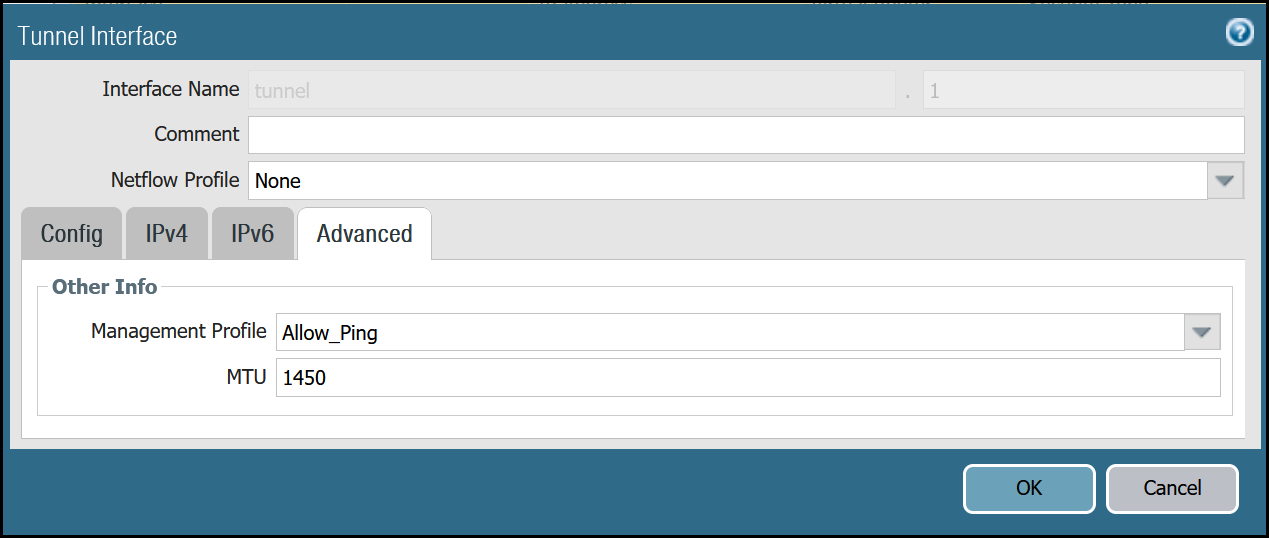 Tunnel Interface
Interface Name tunnel . 1
Comment
Netflow Profile None
Config IPv4 IPv6 Advanced
Other Info
Management Profile Allow_Ping
MTU 1450
OK Cancel